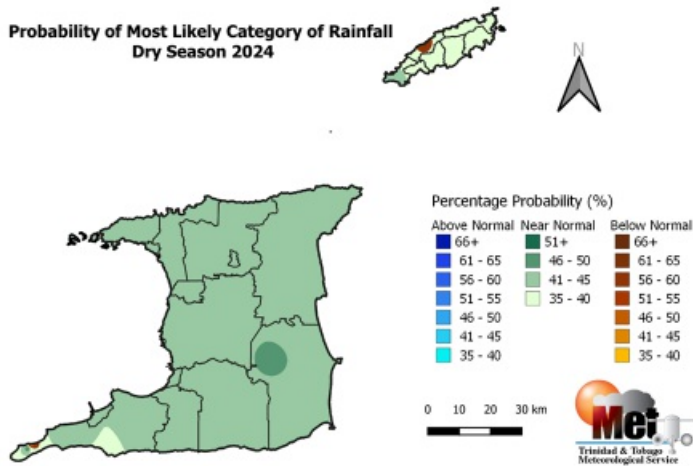 Probability of Most Likely Category of Rainfall
Dry Season 2024
N
Percentage Probability (%)
Above Normal Near Normal Below Normal
66+ 51+ 66+
61 - 65 46 - 50 61 - 65
56 - 60 41 - 45 56 - 60
51 - 55 35 - 40 51 - 55
46 - 50 46 - 50
41 - 45 41 - 45
35 - 40 35 - 40
0 10 20 30 km
Met
Trinidad & Tobago
Meteorological Service